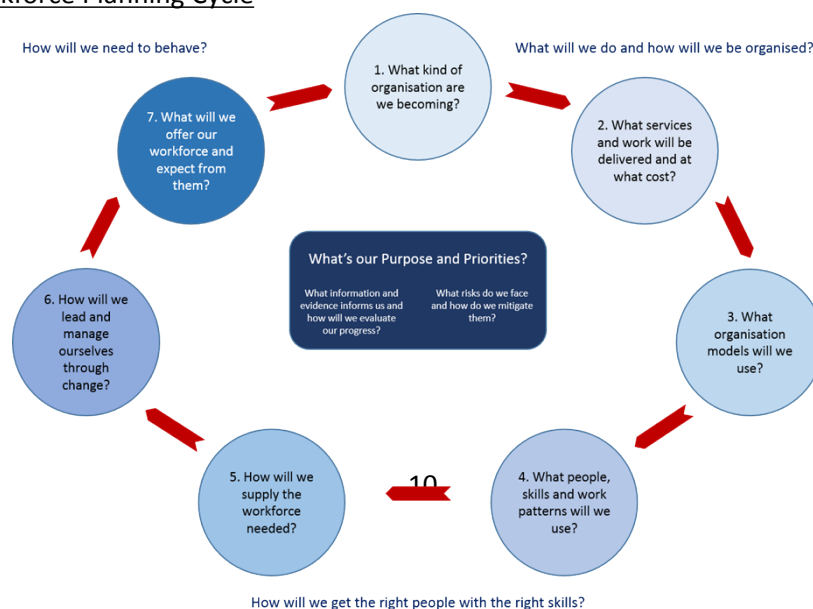 kforce Planning Cycle
How will we need to behave?
What will we do and how will we be organised?
1. What kind of
organisation are
we becoming?
2. What services
and work will be
delivered and at
what cost?
3. What
organisation
models will we
use?
4. What people,
skills and work
patterns will we
use?
5. How will we
supply the
workforce
needed?
6. How will we
lead and
manage
ourselves
through
change?
7. What will we
offer our
workforce and
expect from
them?
What's our Purpose and Priorities?
What information and
evidence informs us and
how will we evaluate
our progress?
What risks do we face
and how do we mitigate
them?
10
How will we get the right people with the right skills?